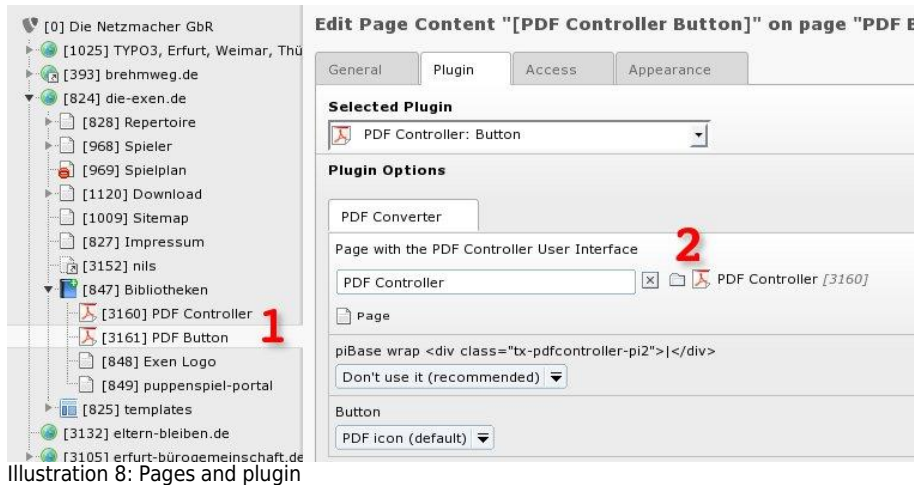 [0] Die Netzmacher GbR
[1025] TYPO3, Erfurt, Weimar, Thü
[393] brehmweg.de
[824] die-exen.de
[828] Repertoire
[968] Spieler
[969] Spielplan
[1120] Download
[1009] Sitemap
[827] Impressum
[3152] nils
[847] Bibliotheken
[3160] PDF Controller
[3161] PDF Button
1
[848] Exen Logo
[849] puppenspiel-portal
[825] templates
[3132] eltern-bleiben.de
[3105] erfurt-bürogemeinschaft.de
Edit Page Content "[PDF Controller Button]" on page "PDF B
General Plugin Access Appearance
Selected Plugin
PDF Controller: Button
Plugin Options
PDF Converter
Page with the PDF Controller User Interface
2
PDF Controller PDF Controller [3160]
Page
piBase wrap <div class="tx-pdfcontroller-pi2">|</div>
Don't use it (recommended)
Button
PDF icon (default)
Illustration 8: Pages and plugin